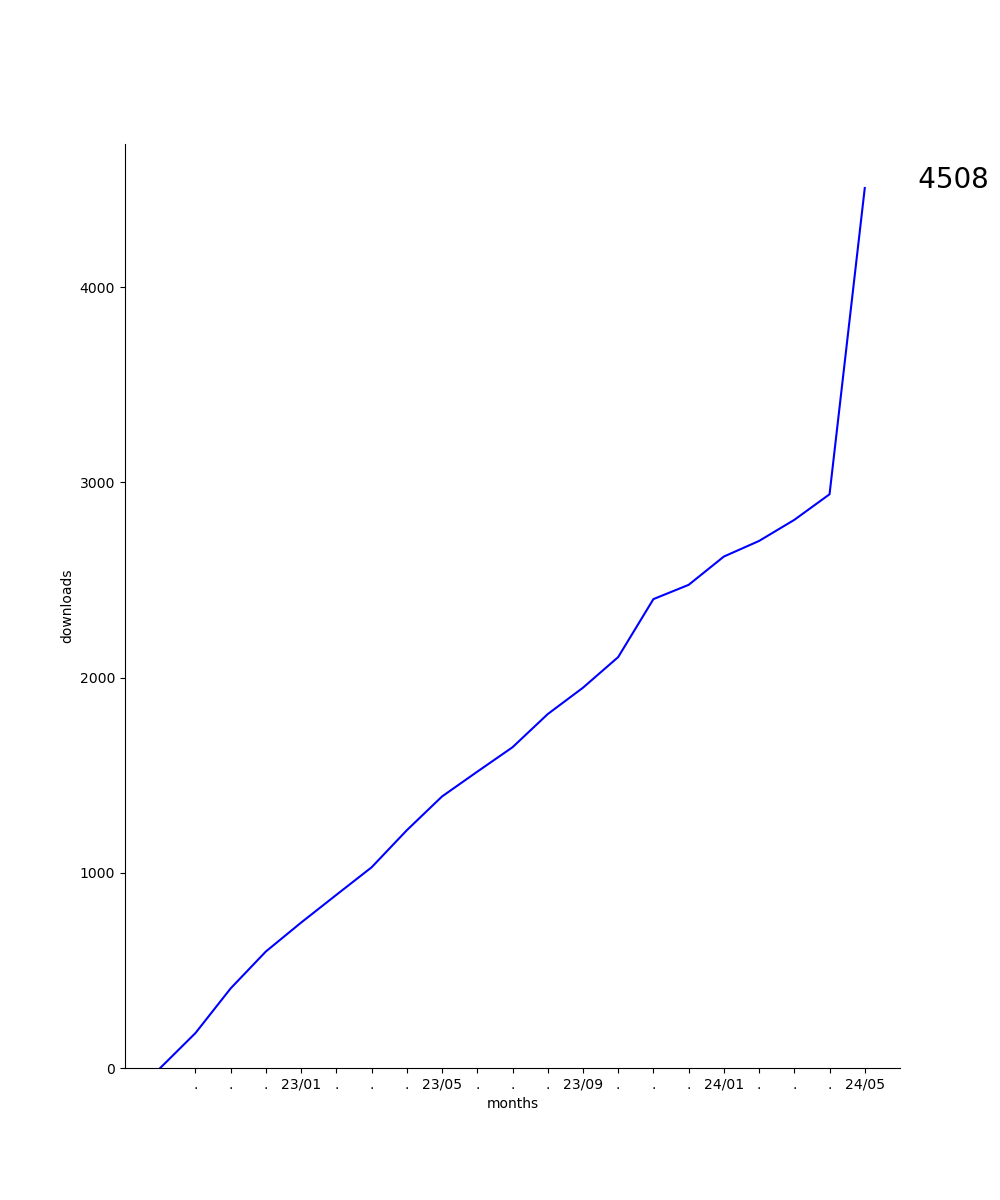 4508
4000
3000
2000
1000
0
downloads
. . . 23/01 . . . 23/05 . . . 23/09 . . . 24/01 . . . 24/05
months